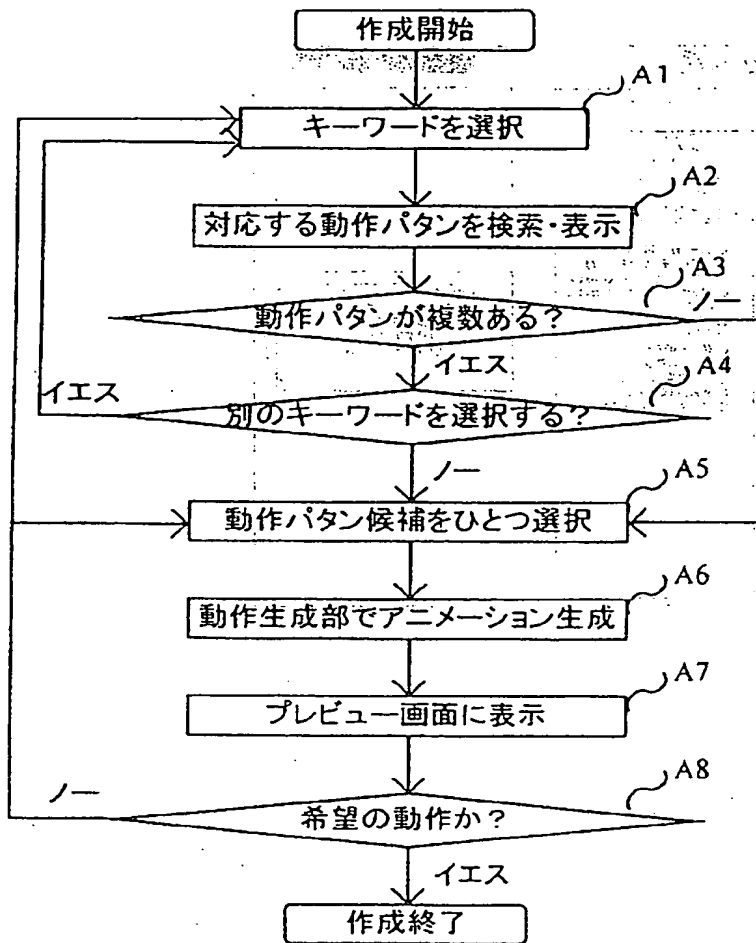 作成開始
A1
キーワードを選択
A2
対応する動作パタンを検索・表示
A3
動作パタンが複数ある?
ノー
イエス
A4
イエス
別のキーワードを選択する?
ノー
A5
動作パタン候補をひとつ選択
A6
動作生成部でアニメーション生成
A7
プレビュー画面に表示
A8
ノー
希望の動作か?
イエス
作成終了